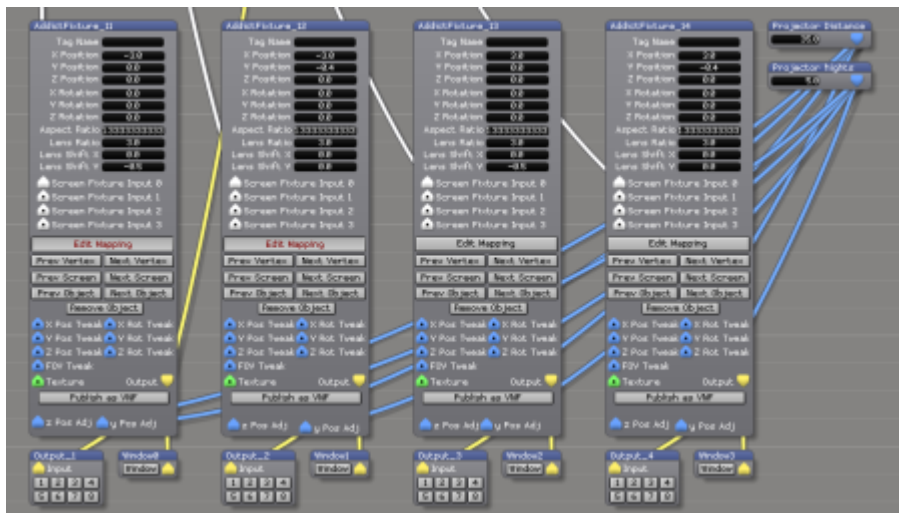 AddictFixture_11
Tag Name
X Position -3.0
Y Position 0.0
Z Position 0.0
X Rotation 0.0
Y Rotation 0.0
Z Rotation 0.0
Aspect Ratio 1.3333333333
Lens Ratio 3.0
Lens Shift X 0.0
Lens Shift Y -0.5
Screen Fixture Input 0
Screen Fixture Input 1
Screen Fixture Input 2
Screen Fixture Input 3
Edit Mapping
Prev Vertex Next Vertex
Prev Screen Next Screen
Prev Object Next Object
Remove Object
X Pos Tweak X Rot Tweak
Y Pos Tweak Y Rot Tweak
Z Pos Tweak Z Rot Tweak
FOV Tweak
Texture Output
Publish as VNF
z Pos Adj y Pos Adj
Output_1 Window0
Input Window
1 2 3 4
5 6 7 8
AddictFixture_12
Tag Name
X Position -3.0
Y Position -0.4
Z Position 0.0
X Rotation 0.0
Y Rotation 0.0
Z Rotation 0.0
Aspect Ratio .3333333333
Lens Ratio 3.0
Lens Shift X 0.0
Lens Shift Y -0.5
Screen Fixture Input 0
Screen Fixture Input 1
Screen Fixture Input 2
Screen Fixture Input 3
Edit Mapping
Prev Vertex Next Vertex
Prev Screen Next Screen
Prev Object Next Object
Remove Object
X Pos Tweak X Rot Tweak
Y Pos Tweak Y Rot Tweak
Z Pos Tweak Z Rot Tweak
FOV Tweak
Texture Output
Publish as VNF
z Pos Adj y Pos Adj
Output_2 Window1
Input Window
1 2 3 4
5 6 7 8
AddictFixture_13
Tag Name
X Position 3.0
Y Position 0.0
Z Position 0.0
X Rotation 0.0
Y Rotation 0.0
Z Rotation 0.0
Aspect Ratio .3333333333
Lens Ratio 3.0
Lens Shift X 0.0
Lens Shift Y -0.5
Screen Fixture Input 0
Screen Fixture Input 1
Screen Fixture Input 2
Screen Fixture Input 3
Edit Mapping
Prev Vertex Next Vertex
Prev Screen Next Screen
Prev Object Next Object
Remove Object
X Pos Tweak X Rot Tweak
Y Pos Tweak Y Rot Tweak
Z Pos Tweak Z Rot Tweak
FOV Tweak
Texture Output
Publish as VNF
z Pos Adj y Pos Adj
Output_3 Window2
Input Window
1 2 3 4
5 6 7 8
AddictFixture_14
Tag Name
X Position 3.0
Y Position -0.4
Z Position 0.0
X Rotation 0.0
Y Rotation 0.0
Z Rotation 0.0
Aspect Ratio .3333333333
Lens Ratio 3.0
Lens Shift X 0.0
Lens Shift Y 0.0
Screen Fixture Input 0
Screen Fixture Input 1
Screen Fixture Input 2
Screen Fixture Input 3
Edit Mapping
Prev Vertex Next Vertex
Prev Screen Next Screen
Prev Object Next Object
Remove Object
X Pos Tweak X Rot Tweak
Y Pos Tweak Y Rot Tweak
Z Pos Tweak Z Rot Tweak
FOV Tweak
Texture Output
Publish as VNF
z Pos Adj y Pos Adj
Output_4 Window3
Input Window
1 2 3 4
5 6 7 8
Projector Distance
Projector hights